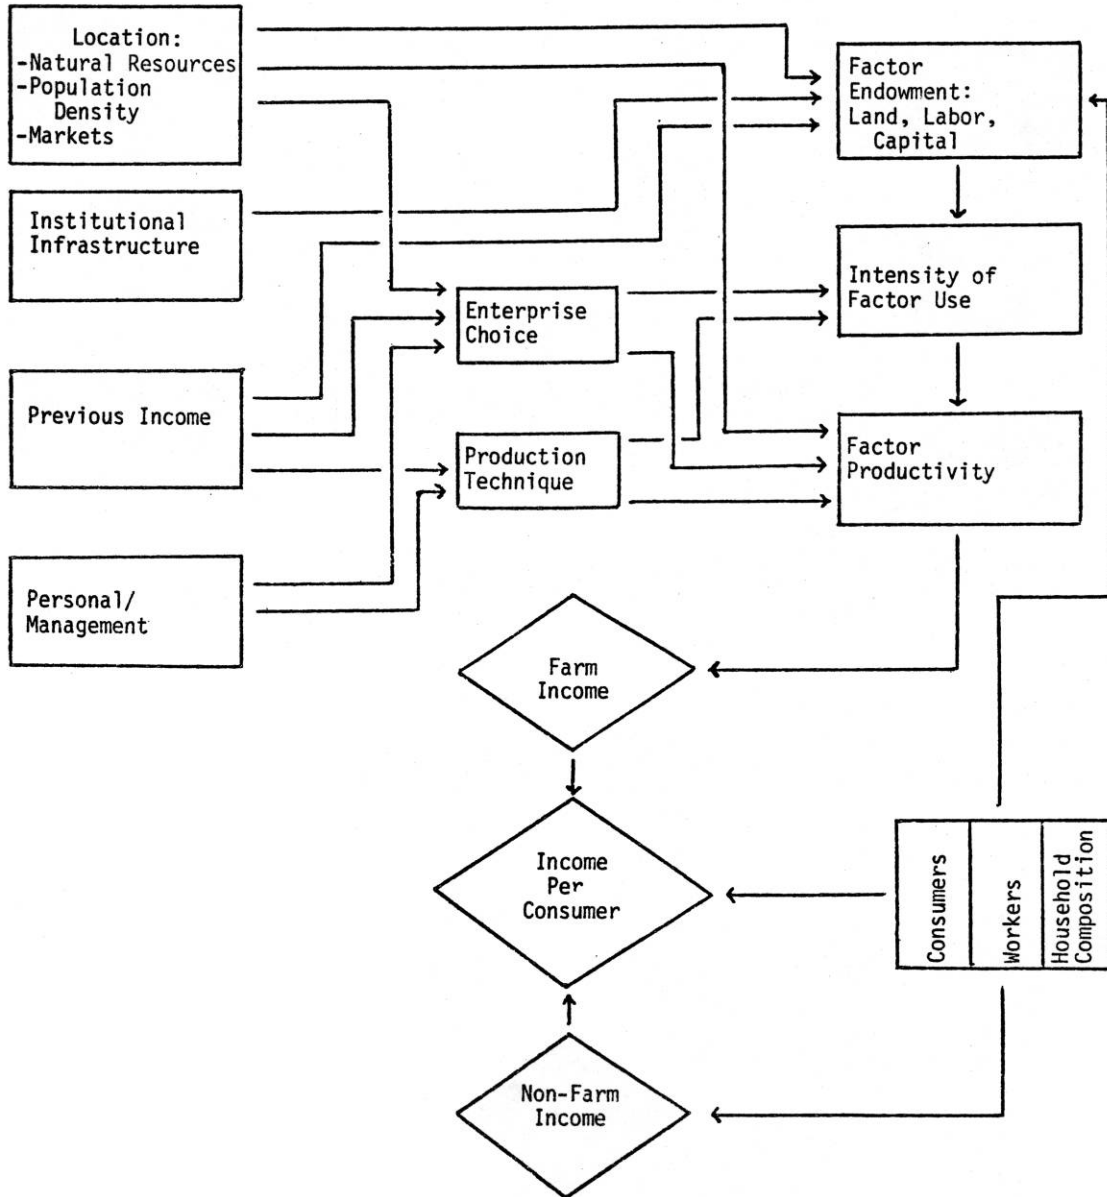 Location:
-Natural Resources
-Population
Density
-Markets
Factor
Endowment:
Land, Labor,
Capital
Institutional
Infrastructure
Intensity of
Factor Use
Enterprise
Choice
Previous Income
Production
Technique
Factor
Productivity
Personal/
Management
Farm
Income
Income
Per
Consumer
Consumers
Workers
Household
Composition
Non-Farm
Income